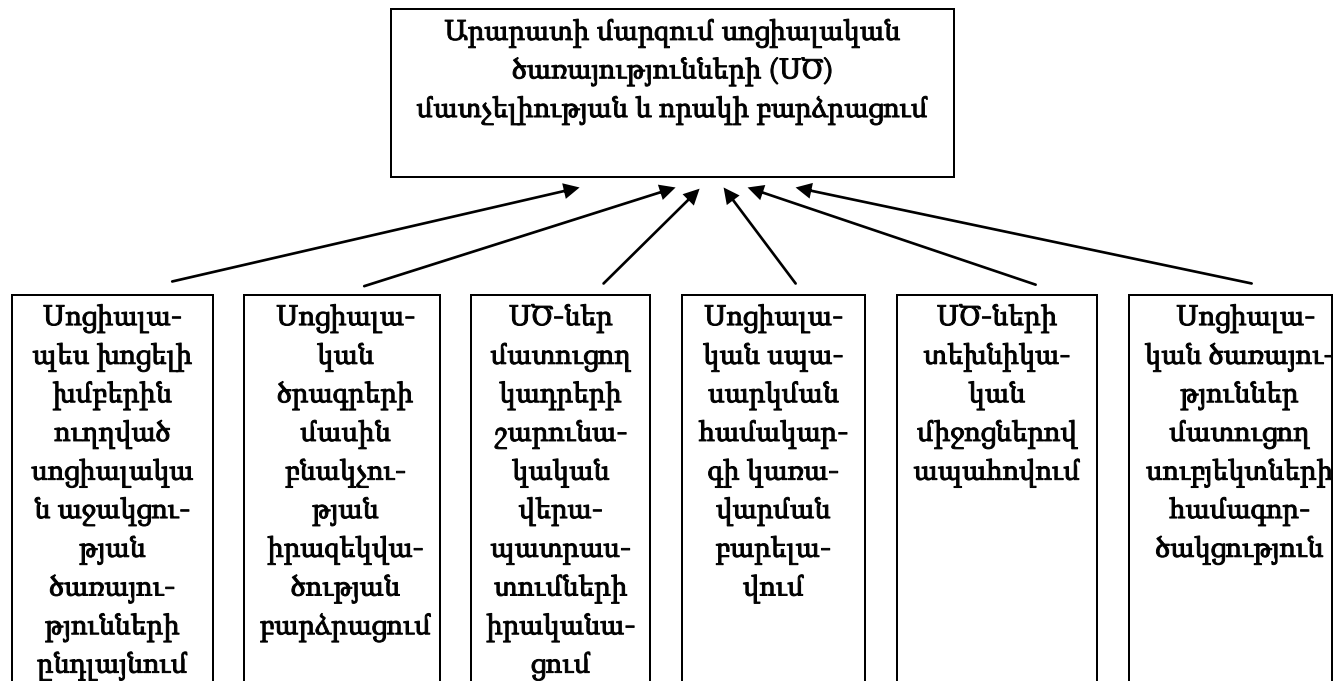 Արարատի մարզում սոցիալական
ծառայությունների (ՍԾ)
մատչելիության և որակի բարձրացում
Սոցիալա-
պես խոցելի
խմբերին
ուղղված
սոցիալակա
ն աջակցու-
թյան
ծառայու-
թյունների
ընդլայնում
Սոցիալա-
կան
ծրագրերի
մասին
բնակչու-
թյան
իրազեկվա-
ծության
բարձրացում
ՍԾ-ներ
մատուցող
կադրերի
շարունա-
կական
վերա-
պատրաս-
տումների
իրականա-
ցում
Սոցիալա-
կան սպա-
սարկման
համակար-
գի կառա-
վարման
բարելա-
վում
ՍԾ-ների
տեխնիկա-
կան
միջոցներով
ապահովում
Սոցիալա-
կան ծառայու-
թյուններ
մատուցող
սուբյեկտների
համագոր-
ծակցություն